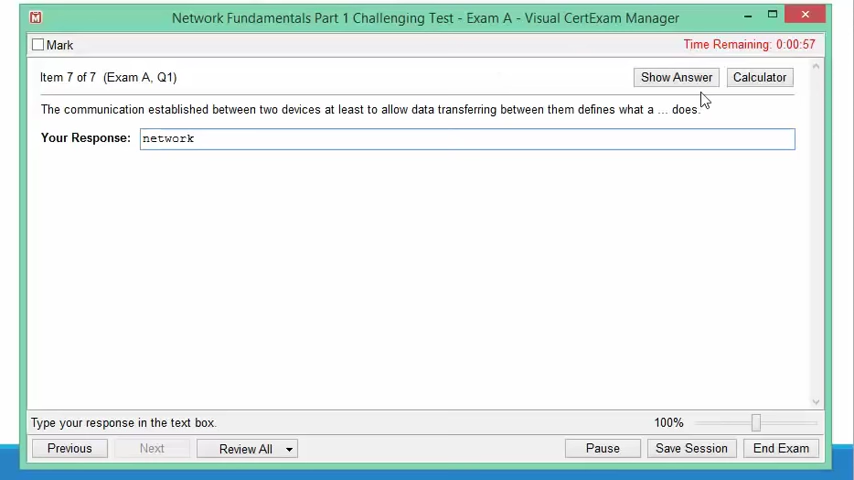 Network Fundamentals Part 1 Challenging Test - Exam A - Visual CertExam Manager
Mark
Time Remaining: 0:00:57
Item 7 of 7 (Exam A, Q1)
Show Answer
Calculator
The communication established between two devices at least to allow data transferring between them defines what a ... does.
Your Response: network
Type your response in the text box.
100%
Previous
Next
Review All
Pause
Save Session
End Exam